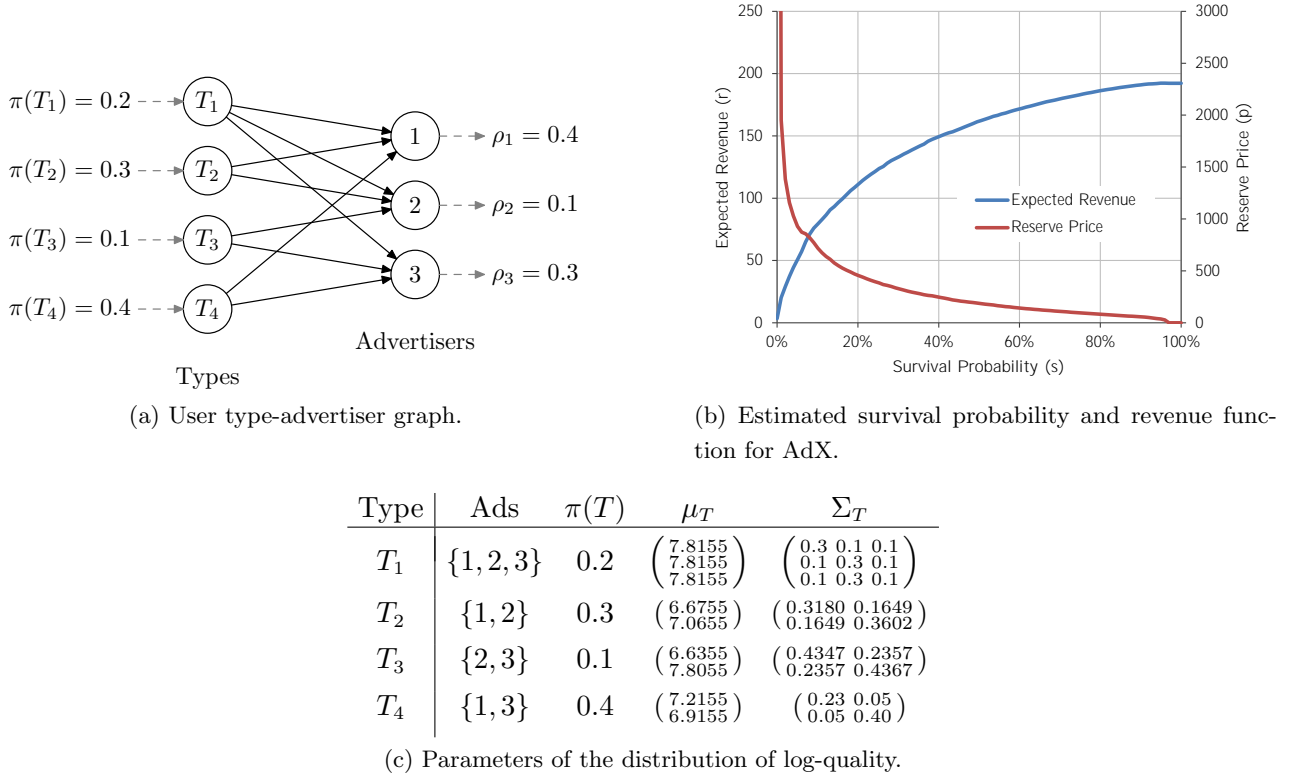 π(T₁) = 0.2
π(T₂) = 0.3
π(T₃) = 0.1
π(T₄) = 0.4
T₁
T₂
T₃
T₄
Types
1
2
3
Advertisers
ρ₁ = 0.4
ρ₂ = 0.1
ρ₃ = 0.3
(a) User type-advertiser graph.
Expected Revenue (r)
250
200
150
100
50
0
3000
2500
2000
1500
1000
500
0
Reserve Price (p)
Expected Revenue
Reserve Price
0% 20% 40% 60% 80% 100%
Survival Probability (s)
(b) Estimated survival probability and revenue func-
tion for AdX.
Type Ads π(T) μ_T Σ_T
T₁ {1, 2, 3} 0.2 (7.8155 7.8155 7.8155) (0.3 0.1 0.1 0.1 0.3 0.1 0.1 0.3 0.1)
T₂ {1, 2} 0.3 (6.6755 7.0655) (0.3180 0.1649 0.1649 0.3602)
T₃ {2, 3} 0.1 (6.6355 7.8055) (0.4347 0.2357 0.2357 0.4367)
T₄ {1, 3} 0.4 (7.2155 6.9155) (0.23 0.05 0.05 0.40)
(c) Parameters of the distribution of log-quality.